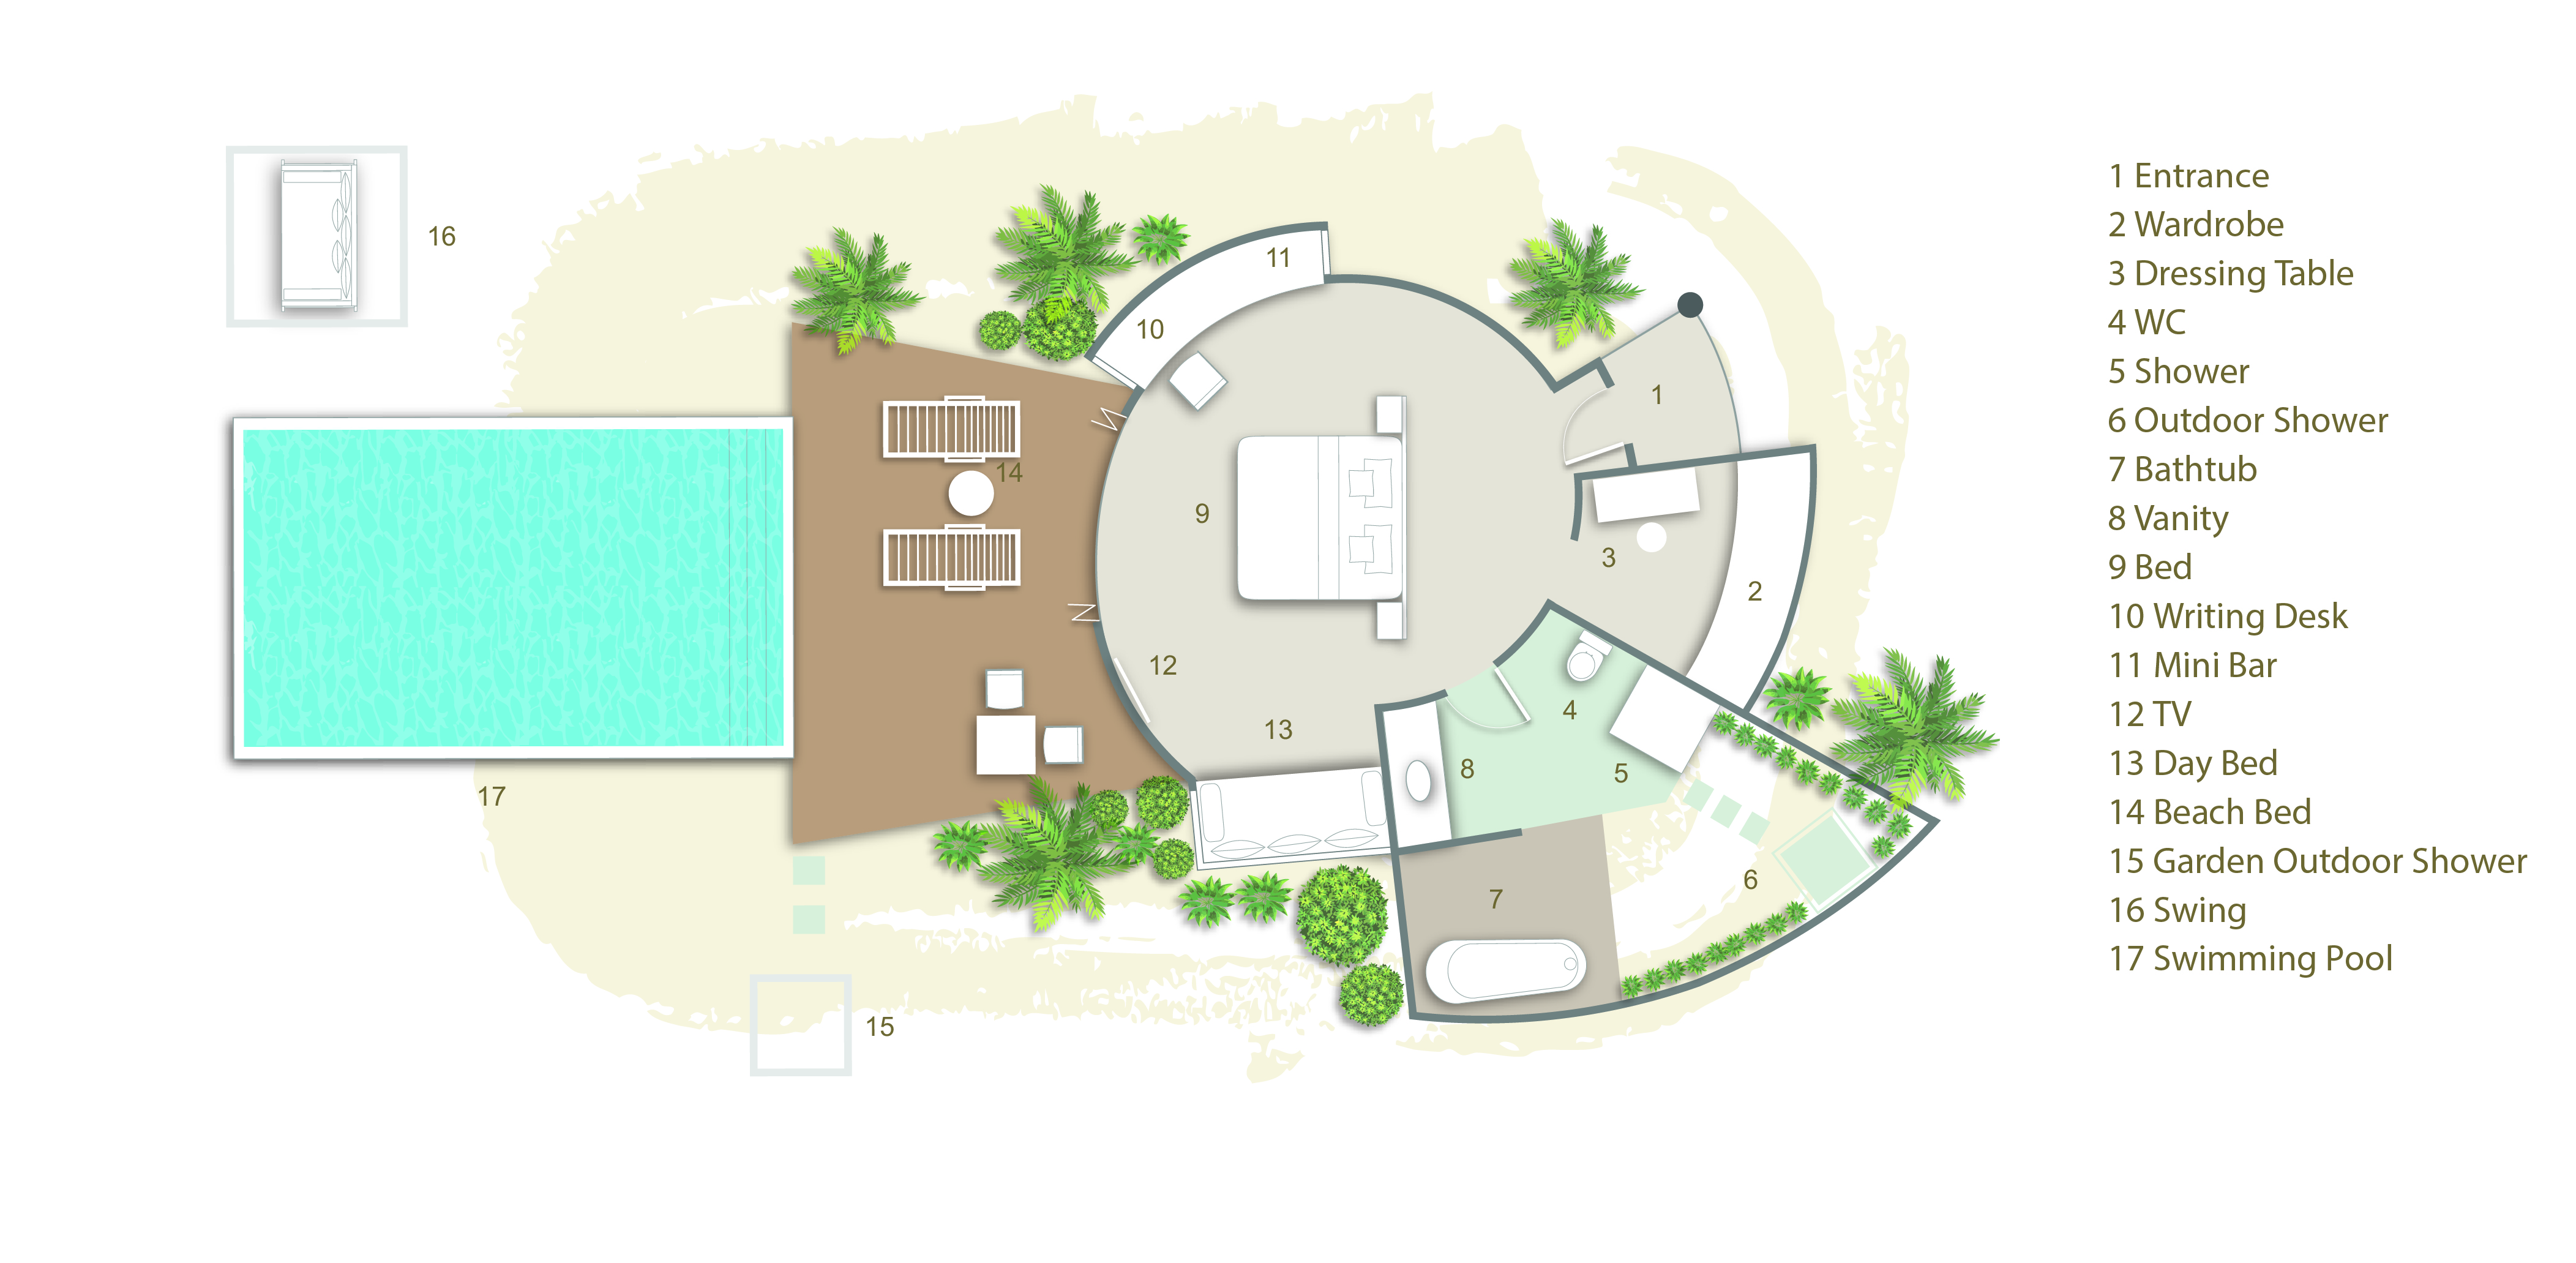 1 Entrance
2 Wardrobe
3 Dressing Table
4 WC
5 Shower
6 Outdoor Shower
7 Bathtub
8 Vanity
9 Bed
10 Writing Desk
11 Mini Bar
12 TV
13 Day Bed
14 Beach Bed
15 Garden Outdoor Shower
16 Swing
17 Swimming Pool
16
11
10
1
14
9
3
2
12
4
13
8
5
17
6
7
15